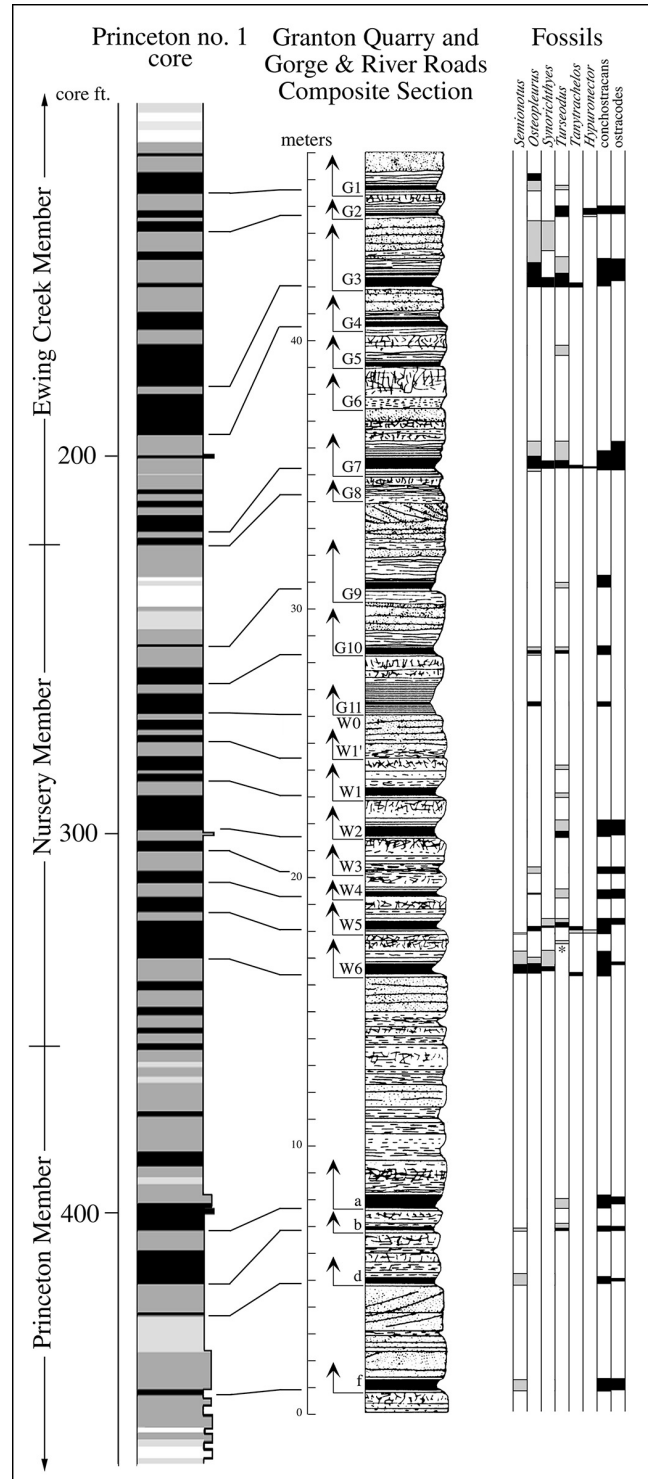 Princeton no. 1
core
Granton Quarry and
Gorge & River Roads
Composite Section
Fossils
core ft.
meters
Semionotus
Osteopleurus
Synorichthyes
Turseodus
Tanytrachelos
Hypuronector
conchostracans
ostracodes
Ewing Creek Member
Nursery Member
Princeton Member
200
300
400
G1
G2
G3
G4
40
G5
G6
G7
G8
G9
30
G10
G11
W0
W1'
W1
W2
W3
20
W4
W5
W6
*
10
a
b
d
f
0